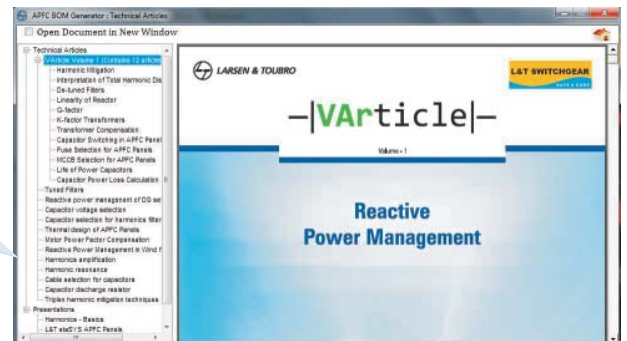 APFC BOM Generator : Technical Articles
Open Document in New Window
Technical Articles
VArticle Volume 1 (Contains 12 articles
Harmonic Mitigation
Interpretation of Total Harmonic Dis
De-tuned Filters
Linearity of Reactor
Q-factor
K-factor Transformers
Transformer Compensation
Capacitor Switching in APFC Panel
Fuse Selection for APFC Panels
MCCB Selection for APFC Panels
Life of Power Capacitors
Capacitor Power Loss Calculation
Tuned Filters
Reactive power management of DG se
Capacitor voltage selection
Capacitor selection for harmonics filter
Thermal design of APFC Panels
Motor Power Factor Compensation
Reactive Power Management in Wind f
Harmonics amplification
Harmonic resonance
Cable selection for capacitors
Capacitor discharge resistor
Triplen harmonic mitigation techniques
Presentations
Harmonics - Basics
L&T etaSYS APFC Panels
LARSEN & TOUBRO
L&T SWITCHGEAR
VArticle
Volume - 1
Reactive
Power Management